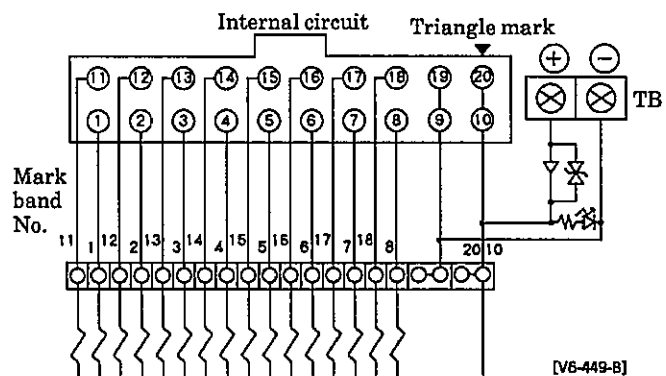 Internal circuit
Triangle mark
+ −
11 12 13 14 15 16 17 18 19 20
TB
1 2 3 4 5 6 7 8 9 10
Mark
band
No.
11 1 12 2 13 3 14 4 15 5 16 6 17 7 18 8 20 10
[V6-449-B]